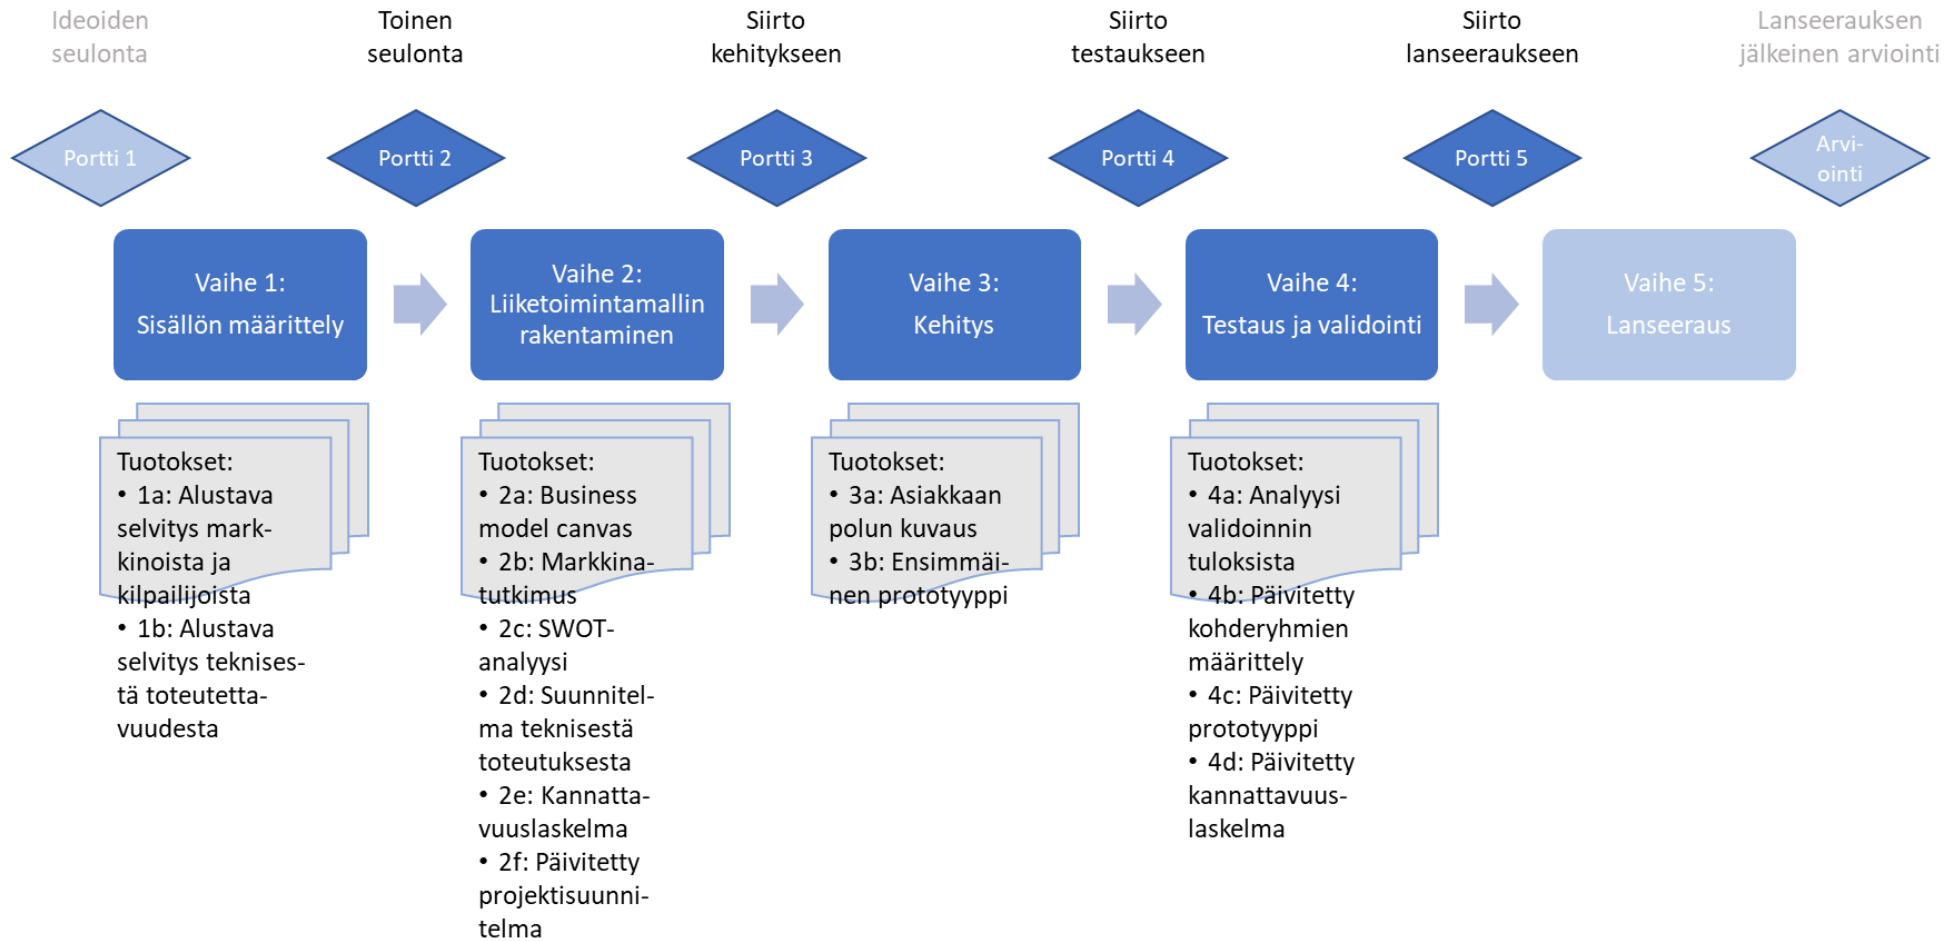 Ideoiden
seulonta
Toinen
seulonta
Siirto
kehitykseen
Siirto
testaukseen
Siirto
lanseeraukseen
Lanseerauksen
jälkeinen arviointi
Portti 1
Portti 2
Portti 3
Portti 4
Portti 5
Arvi-
ointi
Vaihe 1:
Sisällön määrittely
Vaihe 2:
Liiketoimintamallin
rakentaminen
Vaihe 3:
Kehitys
Vaihe 4:
Testaus ja validointi
Vaihe 5:
Lanseeraus
Tuotokset:
• 1a: Alustava
selvitys mark-
kinoista ja
kilpailijoista
• 1b: Alustava
selvitys teknises-
tä toteutetta-
vuudesta
Tuotokset:
• 2a: Business
model canvas
• 2b: Markkina-
tutkimus
• 2c: SWOT-
analyysi
• 2d: Suunnitel-
ma teknisestä
toteutuksesta
• 2e: Kannatta-
vuuslaskelma
• 2f: Päivitetty
projektisuunni-
telma
Tuotokset:
• 3a: Asiakkaan
polun kuvaus
• 3b: Ensimmäi-
nen prototyyppi
Tuotokset:
• 4a: Analyysi
validoinnin
tuloksista
• 4b: Päivitetty
kohderyhmien
määrittely
• 4c: Päivitetty
prototyyppi
• 4d: Päivitetty
kannattavuus-
laskelma